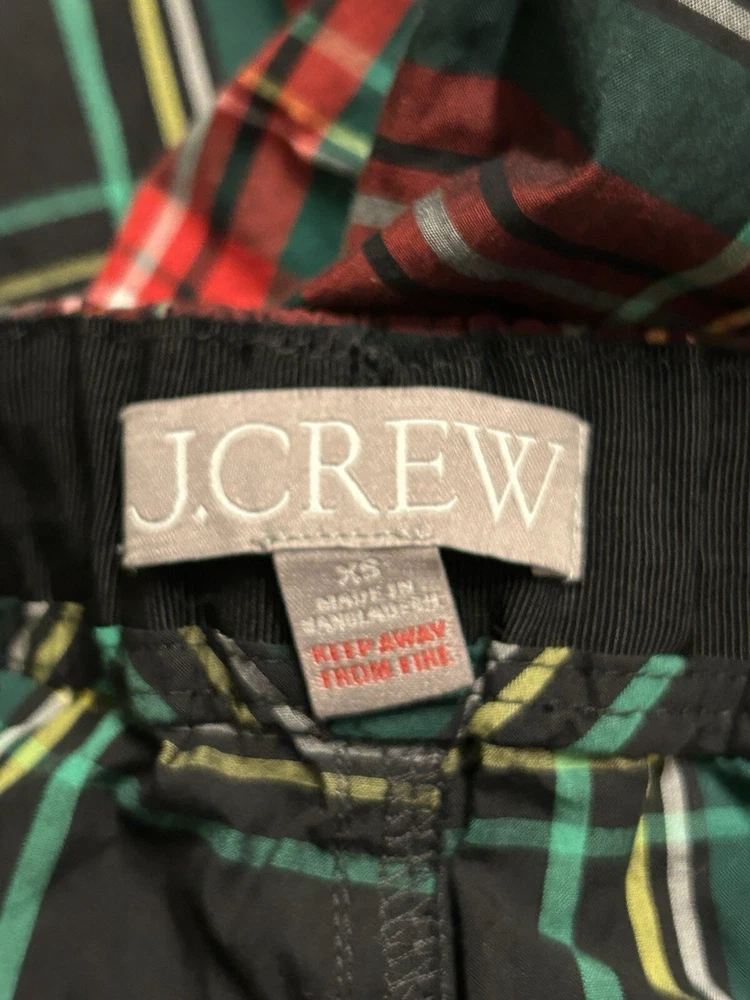 J.CREW
XS
MADE IN
BANGLADESH
KEEP AWAY
FROM FIRE